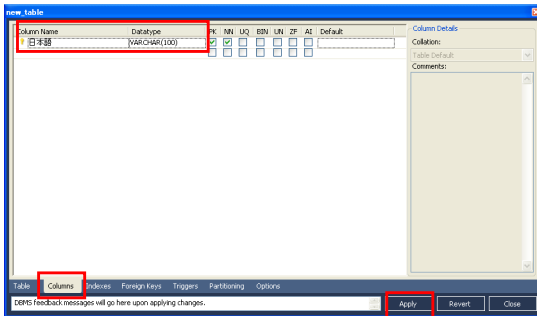 new_table
Column Name Datatype PK NN UQ BIN UN ZF AI Default
日本語 VARCHAR(100)
Column Details
Collation:
Table Default
Comments:
Table Columns Indexes Foreign Keys Triggers Partitioning Options
DBMS feedback messages will go here upon applying changes.
Apply Revert Close